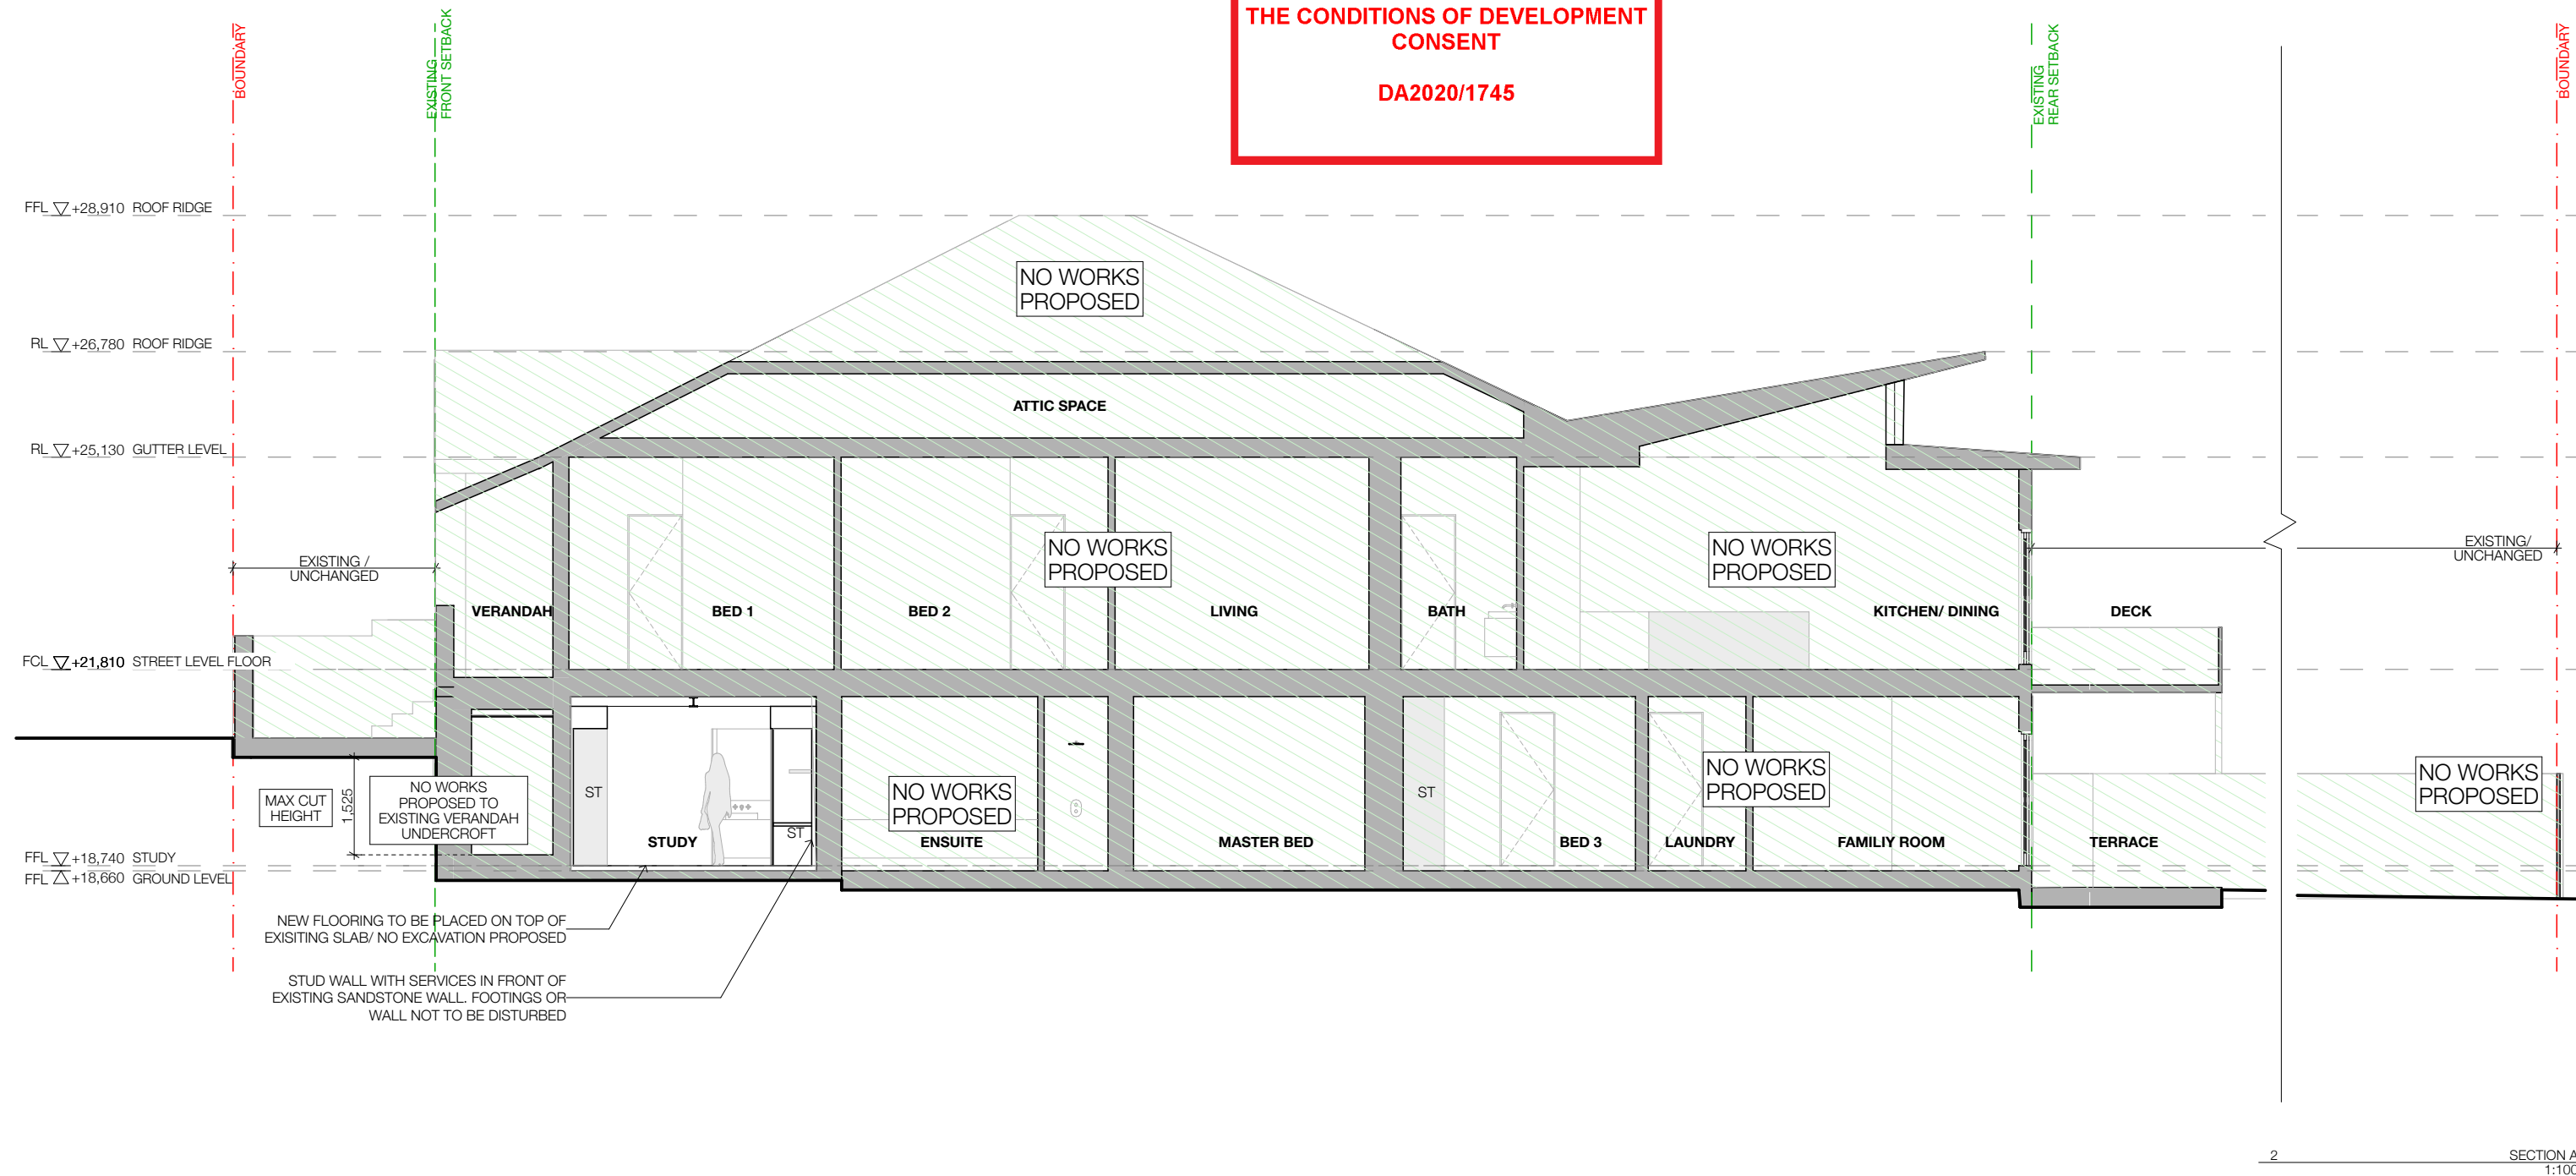 THE CONDITIONS OF DEVELOPMENT
CONSENT
DA2020/1745
BOUNDARY
EXISTING
FRONT SETBACK
EXISTING
REAR SETBACK
BOUNDARY
FFL +28,910 ROOF RIDGE
NO WORKS
PROPOSED
RL +26,780 ROOF RIDGE
ATTIC SPACE
RL +25,130 GUTTER LEVEL
EXISTING /
UNCHANGED
NO WORKS
PROPOSED
NO WORKS
PROPOSED
EXISTING/
UNCHANGED
VERANDAH
BED 1
BED 2
LIVING
BATH
KITCHEN/ DINING
DECK
FCL +21,810 STREET LEVEL FLOOR
MAX CUT
HEIGHT
1,525
NO WORKS
PROPOSED TO
EXISTING VERANDAH
UNDERCROFT
ST
ST
STUDY
NO WORKS
PROPOSED
ENSUITE
MASTER BED
ST
BED 3
LAUNDRY
NO WORKS
PROPOSED
FAMILIY ROOM
TERRACE
NO WORKS
PROPOSED
FFL +18,740 STUDY
FFL +18,660 GROUND LEVEL
NEW FLOORING TO BE PLACED ON TOP OF
EXISITING SLAB/ NO EXCAVATION PROPOSED
STUD WALL WITH SERVICES IN FRONT OF
EXISTING SANDSTONE WALL. FOOTINGS OR
WALL NOT TO BE DISTURBED
2
SECTION A
1:100